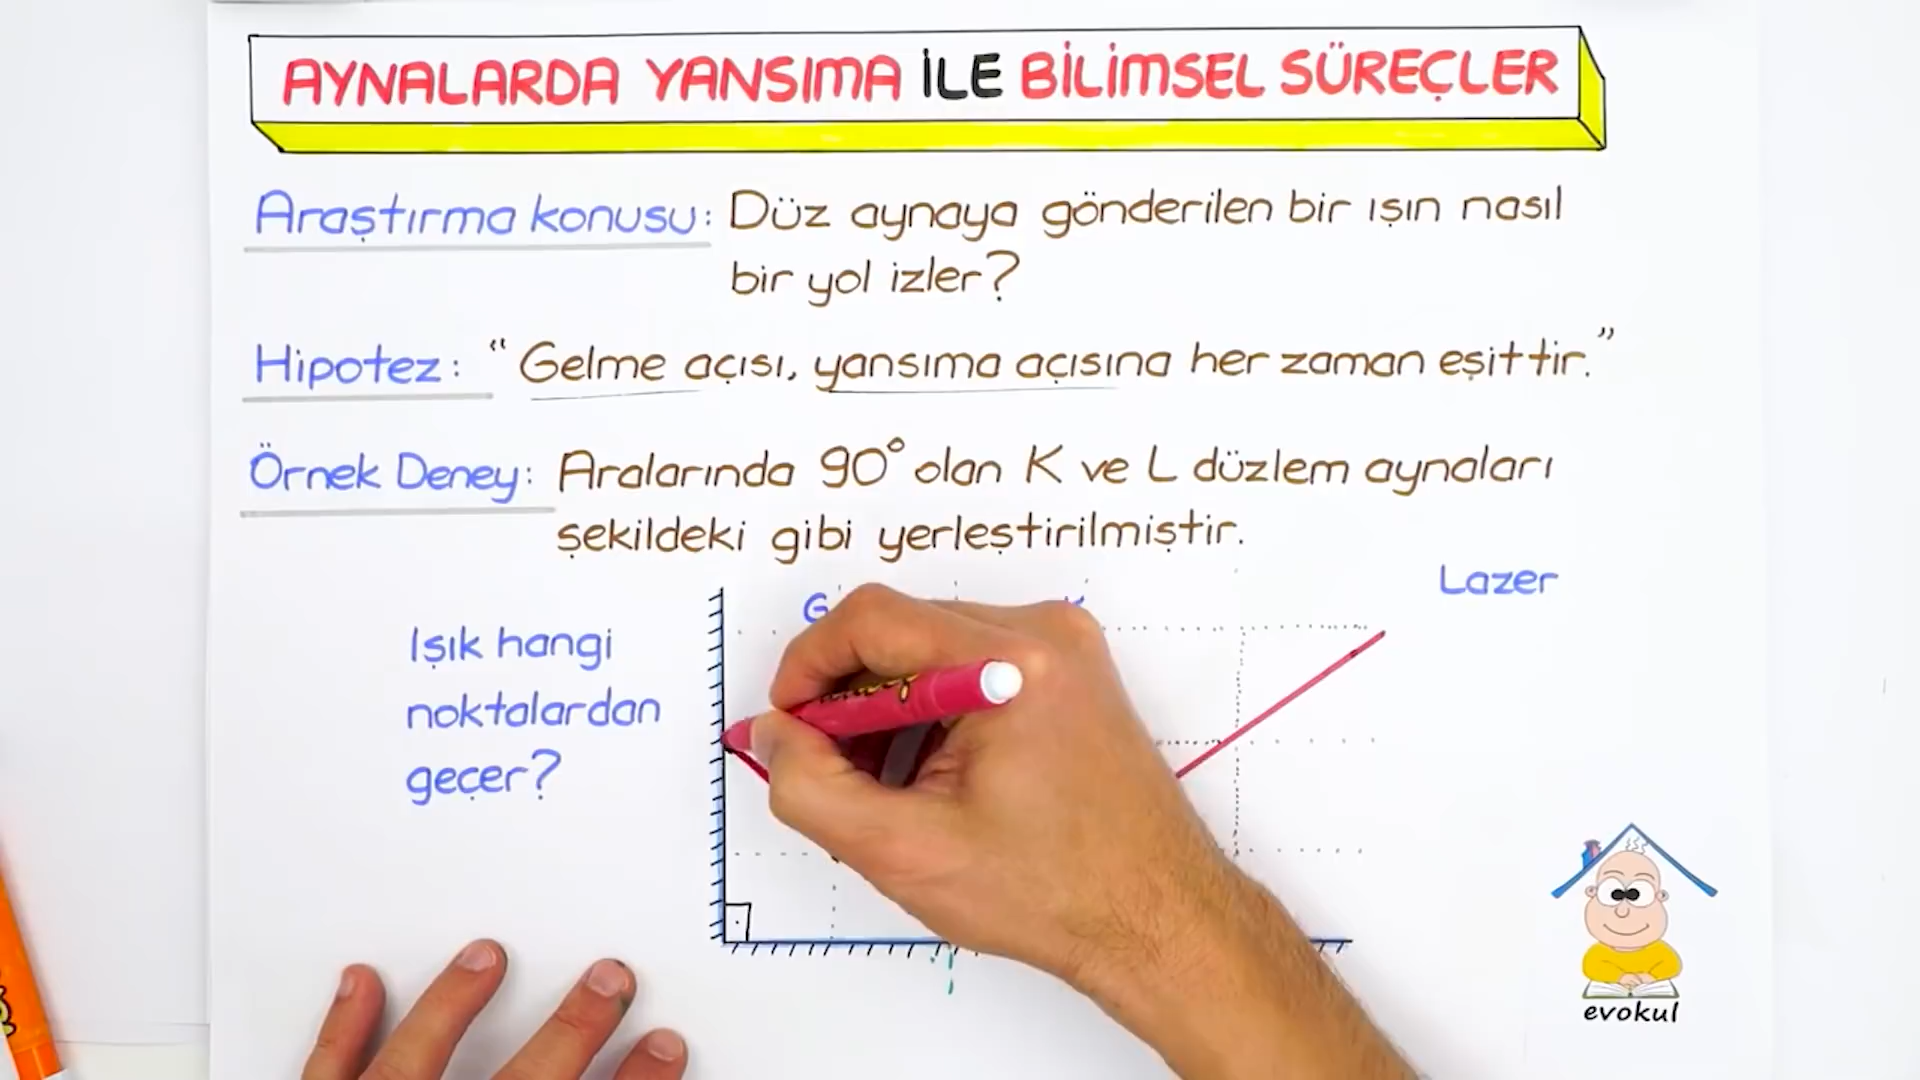 AYNALARDA YANSIMA İLE BİLİMSEL SÜREÇLER
Araştırma konusu: Düz aynaya gönderilen bir ışın nasıl
bir yol izler?
Hipotez: “Gelme açısı, yansıma açısına her zaman eşittir.”
Örnek Deney: Aralarında 90° olan K ve L düzlem aynaları
şekildeki gibi yerleştirilmiştir.
Lazer
G
Işık hangi
noktalardan
geçer?
evokul